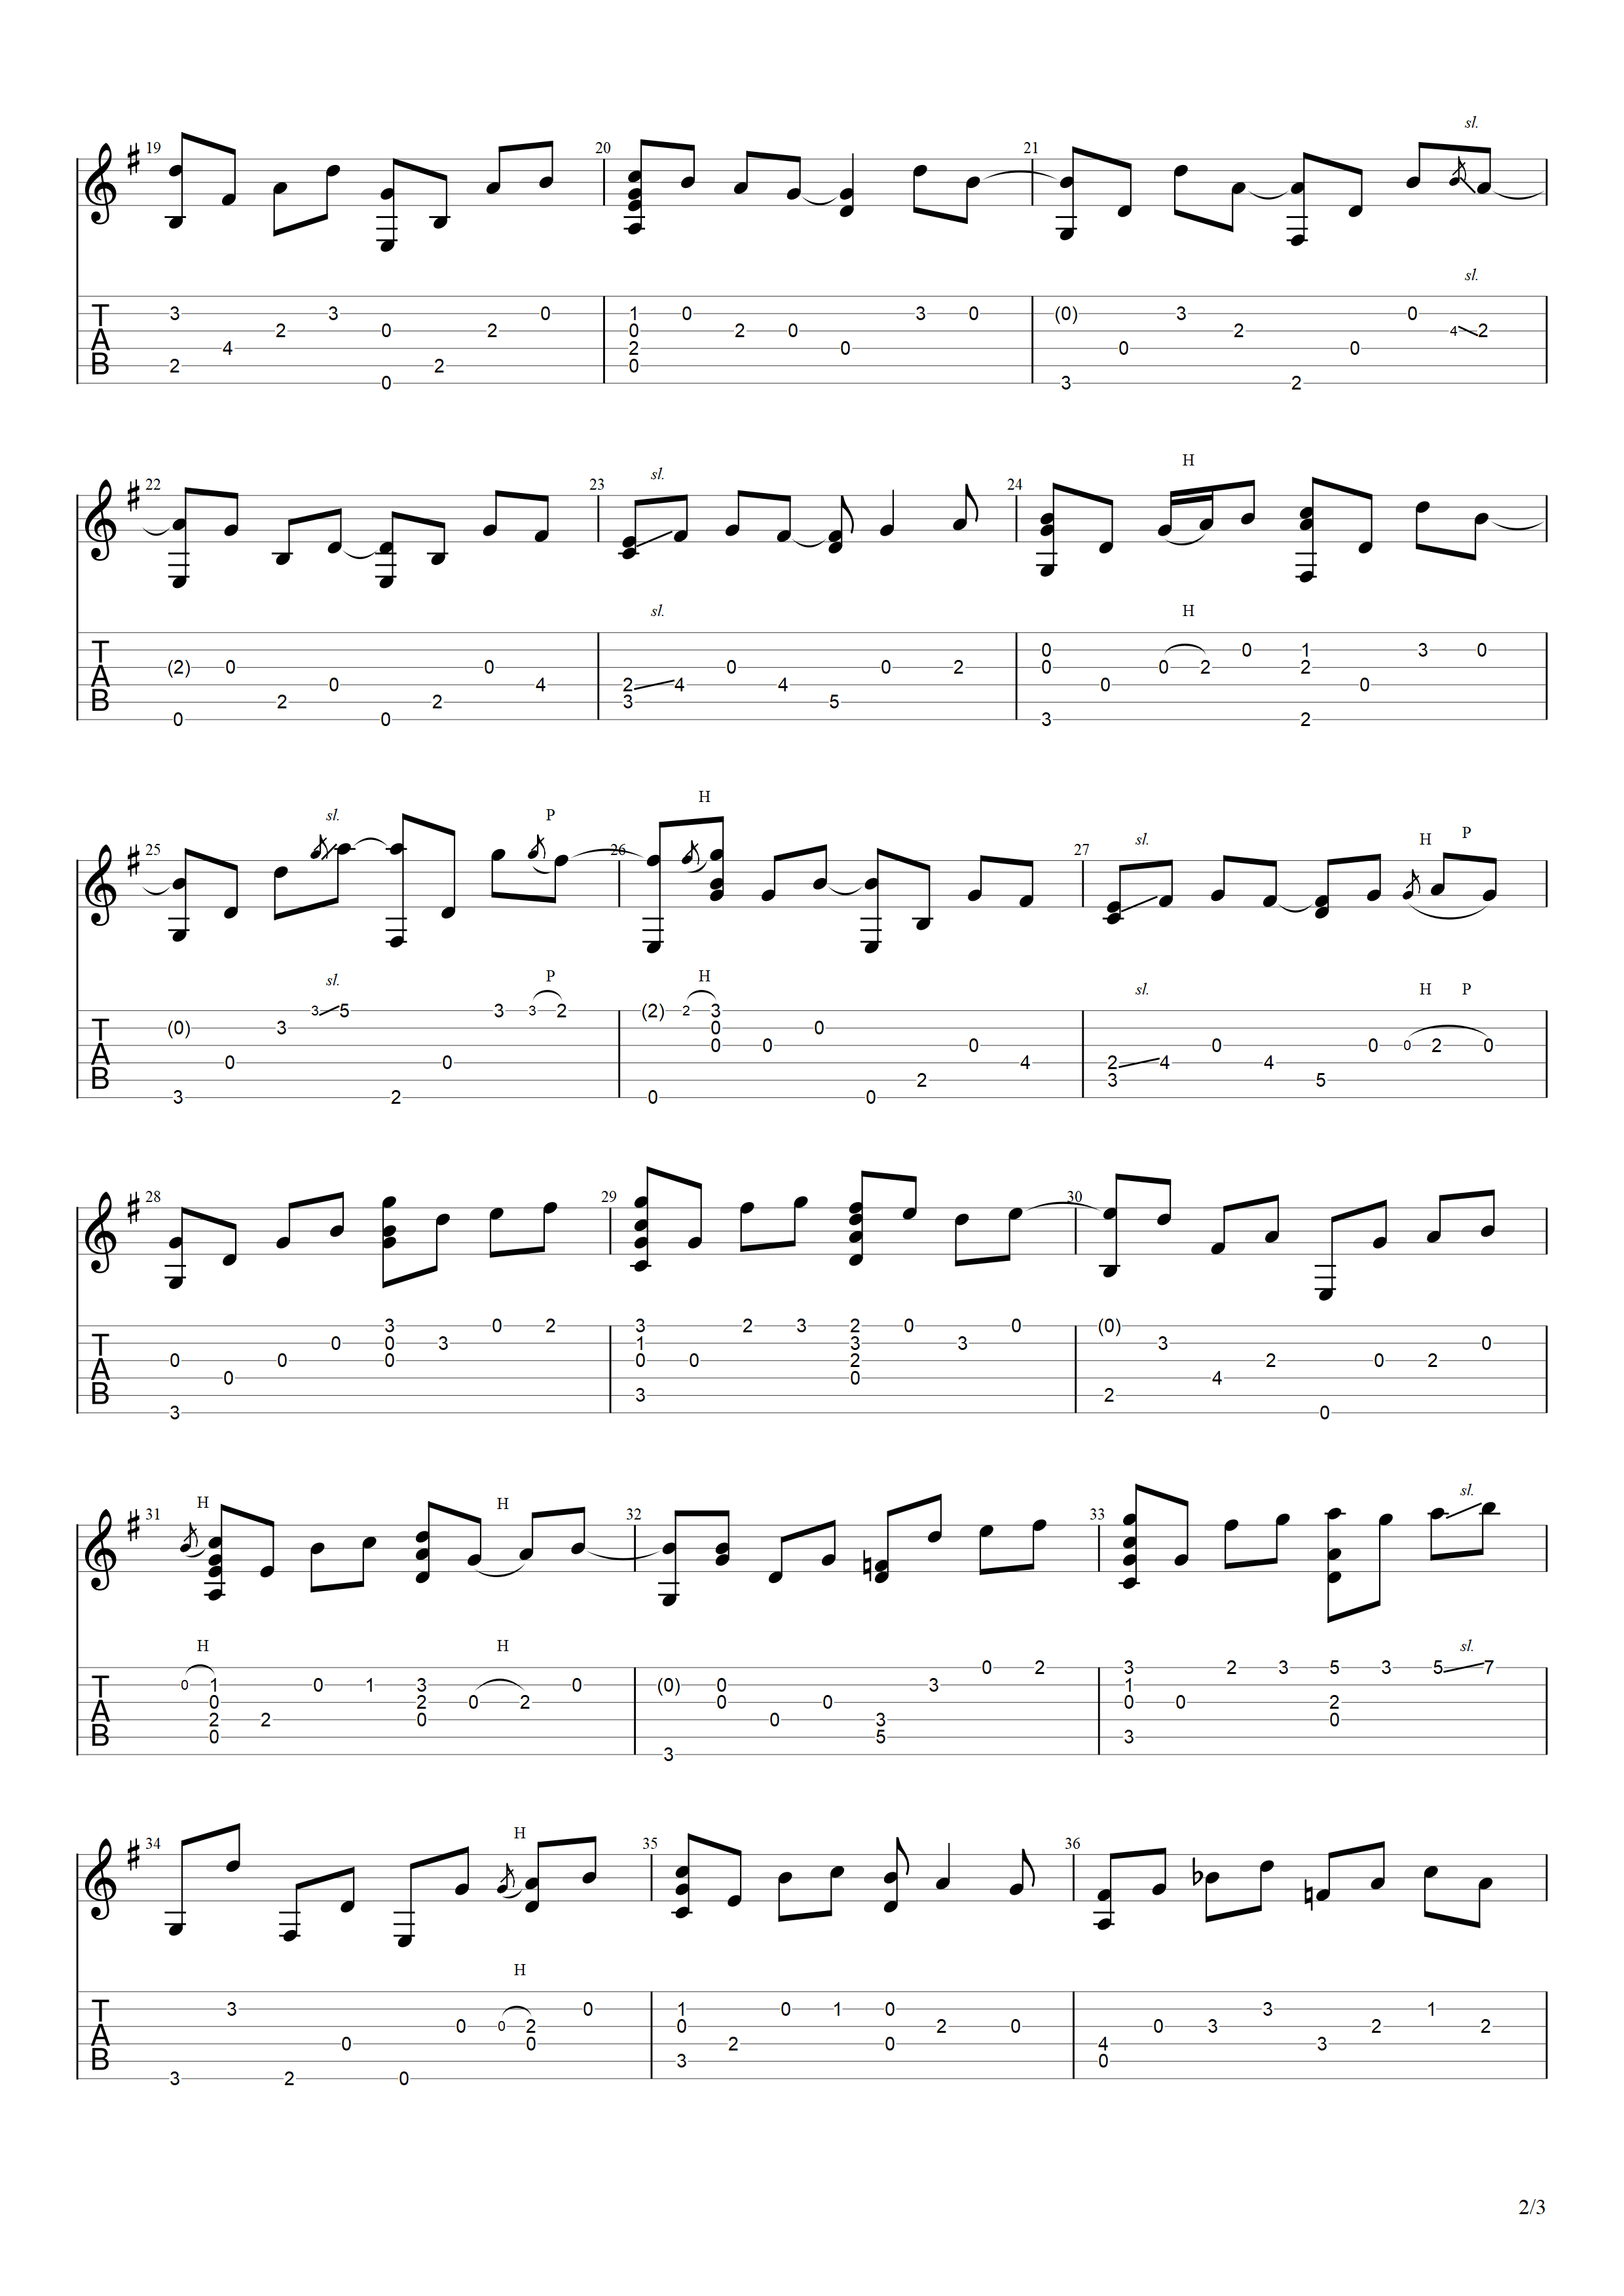 19 20 21 sl.
sl.
T A B
3 3 0 1 0 3 0 (0) 3 0
2 0 2 0 2 0 2 4 2
4 2 0 0 0
2 2 0
0 3 2
22 23 sl. 24 H
sl. H
T A B
0 1 3 0
(2) 0 0 0 2 0 0 2 2
0 4 2 4 4 0 0
2 2 3 5
0 0 3 2
25 sl. P 26 H 27 sl. H P
sl. P H sl. H P
T A B
3 5 3 3 2 (2) 2 3
(0) 3 0 0
0 0 0 0 0 0 2 0
0 0 4 2 4 4
2 3 5
3 2 0 0
28 29 30
T A B
3 0 2 3 2 3 2 0 0 (0)
0 0 3 1 3 3 3 0
0 0 0 0 0 2 2 0 2
0 0 4
3 2
3 0
31 H H 32 33 sl.
H H sl.
T A B
0 2 3 2 3 5 3 5 7
0 1 0 1 3 0 (0) 0 3 1
0 2 0 2 0 0 0 0 2
2 2 0 0 3 0
0 5 3
3
34 H 35 36
H
T A B
3 0 1 0 1 0 3 1
0 0 2 0 2 0 0 3 2 2
0 0 2 0 4 3
3 0
3 2 0
2/3